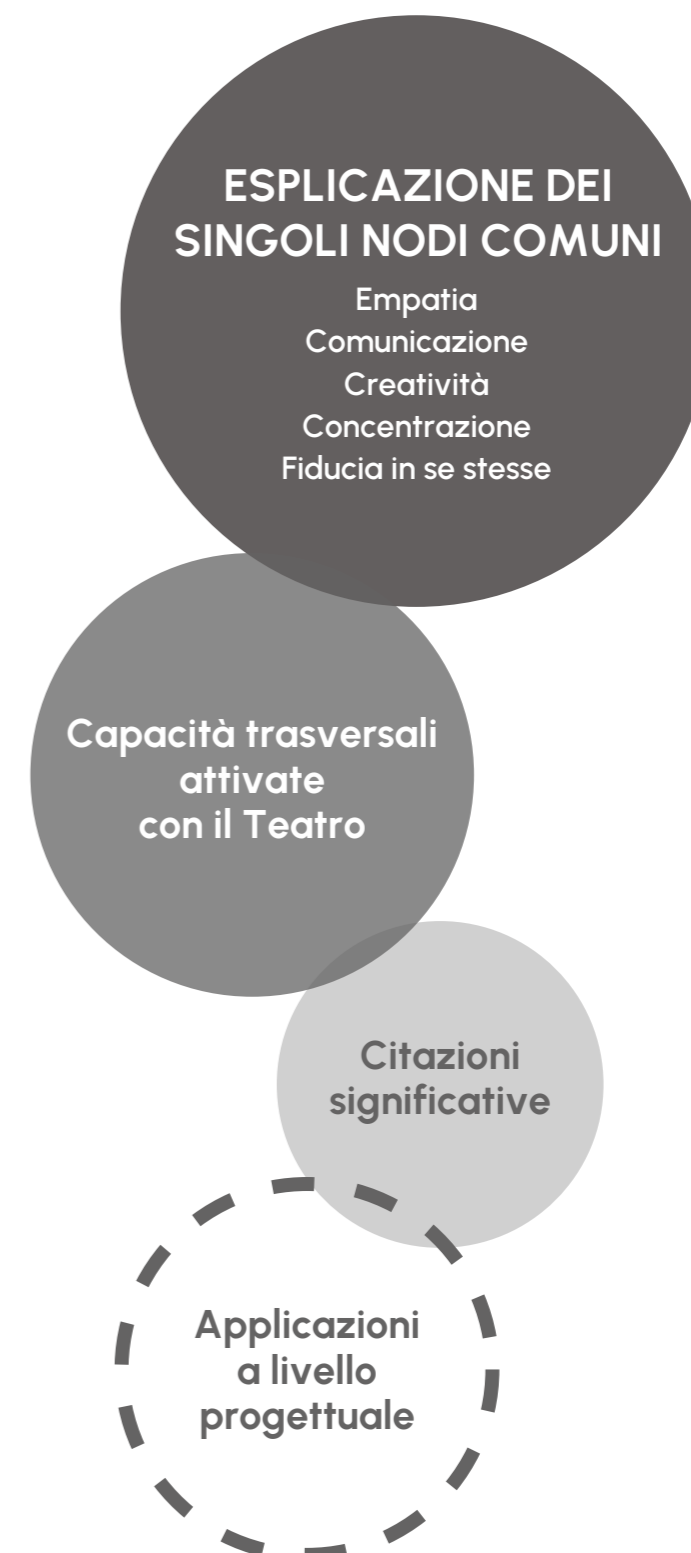 ESPLICAZIONE DEI
SINGOLI NODI COMUNI
Empatia
Comunicazione
Creatività
Concentrazione
Fiducia in se stesse
Capacità trasversali
attivate
con il Teatro
Citazioni
significative
Applicazioni
a livello
progettuale